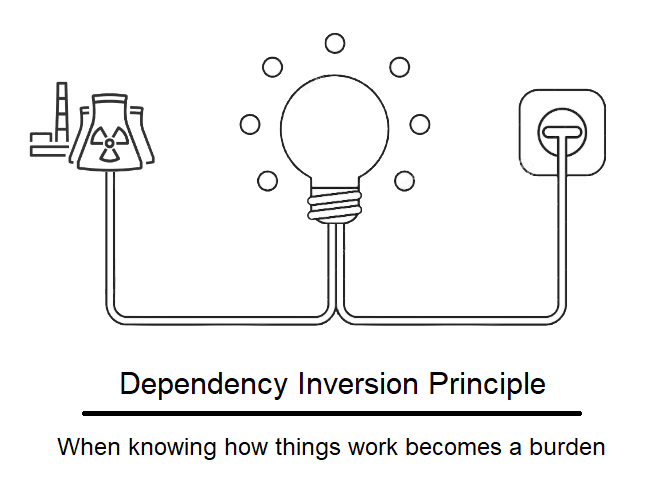 Dependency Inversion Principle
When knowing how things work becomes a burden